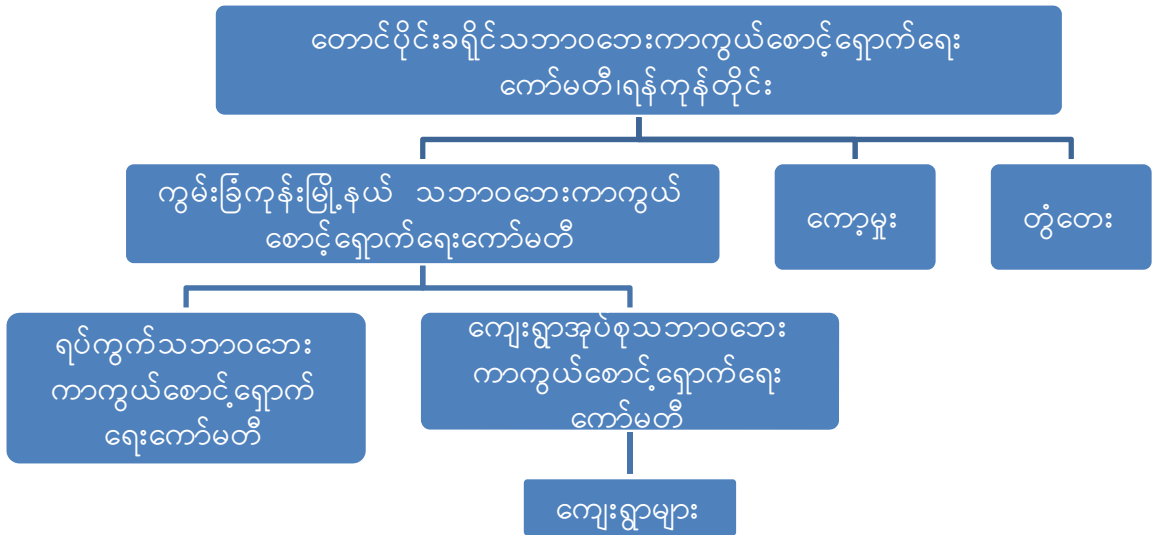 တောင်ပိုင်းခရိုင်သဘာဝဘေးကာကွယ်စောင့်ရှောက်ရေး
ကော်မတီ၊ရန်ကုန်တိုင်း
ကွမ်းခြံကုန်းမြို့နယ် သဘာဝဘေးကာကွယ်
စောင့်ရှောက်ရေးကော်မတီ
ကော့မှုး
တွံတေး
ရပ်ကွက်သဘာဝဘေး
ကာကွယ်စောင့်ရှောက်
ရေးကော်မတီ
ကျေးရွာအုပ်စုသဘာဝဘေး
ကာကွယ်စောင့်ရှောက်ရေး
ကော်မတီ
ကျေးရွာများ